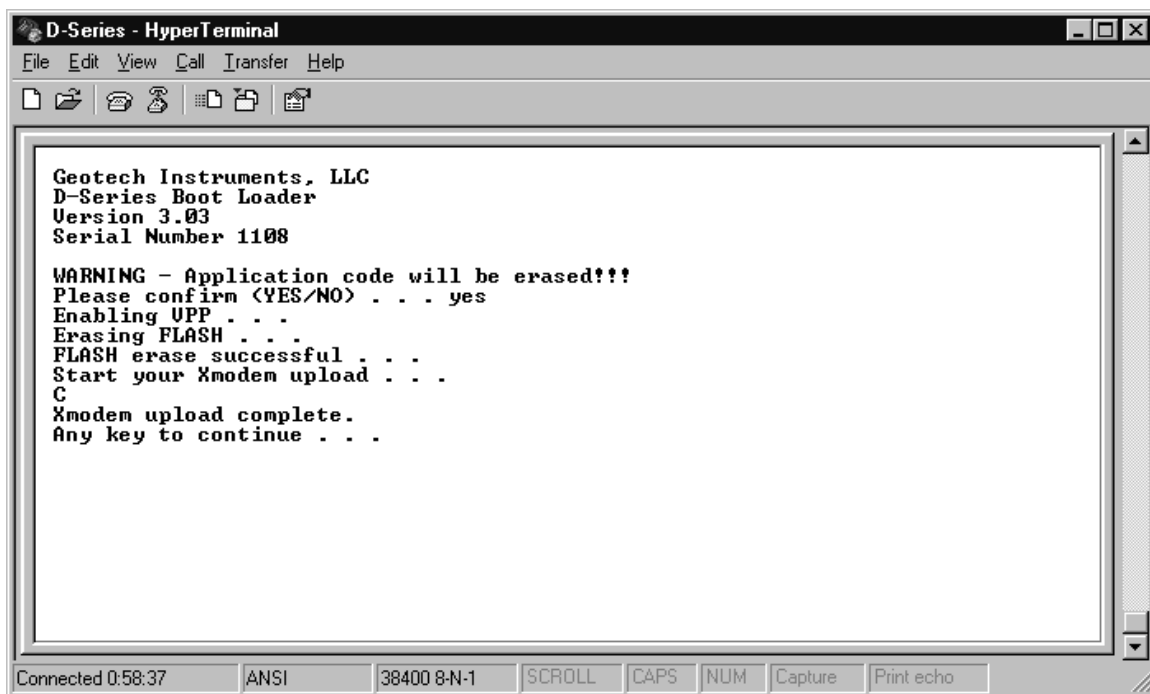 D-Series - HyperTerminal
File Edit View Call Transfer Help
Geotech Instruments, LLC
D-Series Boot Loader
Version 3.03
Serial Number 1108
WARNING - Application code will be erased!!!
Please confirm (YES/NO) . . . yes
Enabling VPP . . .
Erasing FLASH . . .
FLASH erase successful . . .
Start your Xmodem upload . . .
C
Xmodem upload complete.
Any key to continue . . .
Connected 0:58:37 ANSI 38400 8-N-1 SCROLL CAPS NUM Capture Print echo